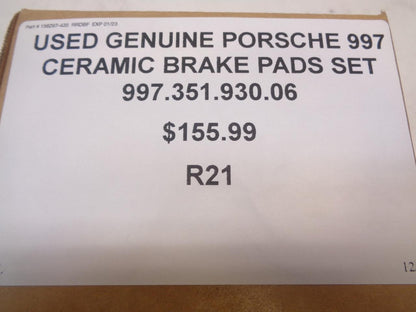 USED GENUINE PORSCHE 997
CERAMIC BRAKE PADS SET
997.351.930.06
$155.99
R21